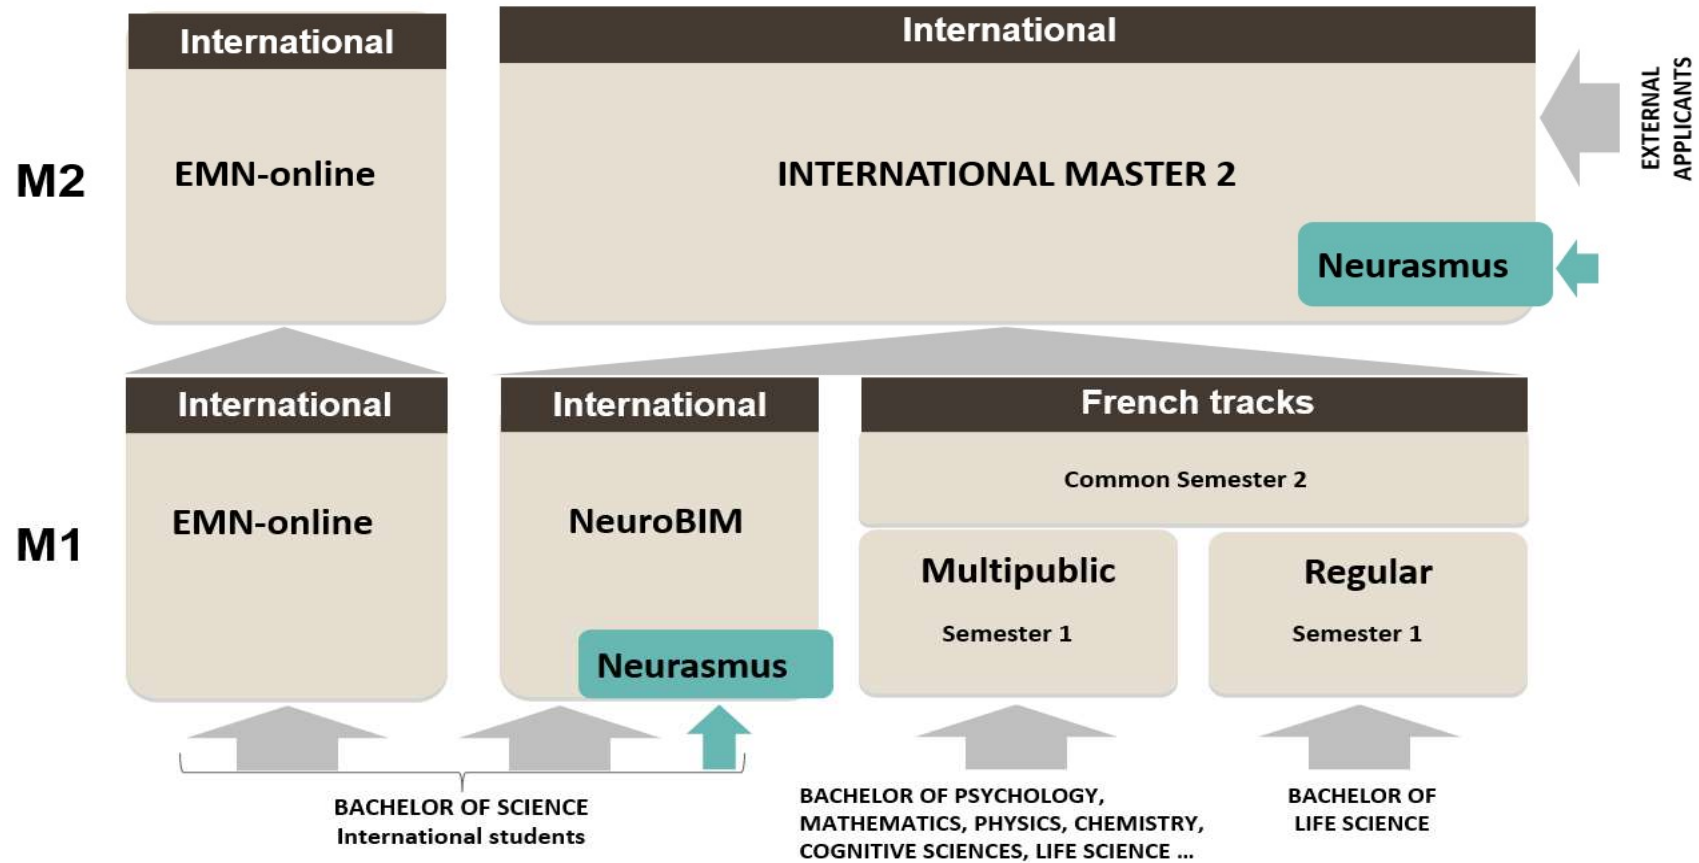 International
International
M2
EMN-online
INTERNATIONAL MASTER 2
EXTERNAL
APPLICANTS
Neurasmus
International
International
French tracks
M1
EMN-online
NeuroBIM
Common Semester 2
Multipublic
Semester 1
Regular
Semester 1
Neurasmus
BACHELOR OF SCIENCE
International students
BACHELOR OF PSYCHOLOGY,
MATHEMATICS, PHYSICS, CHEMISTRY,
COGNITIVE SCIENCES, LIFE SCIENCE ...
BACHELOR OF
LIFE SCIENCE